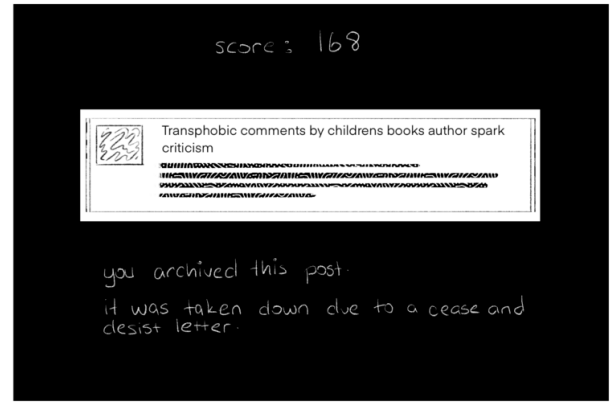 score: 168
Transphobic comments by childrens books author spark
criticism
you archived this post.
it was taken down due to a cease and
desist letter.